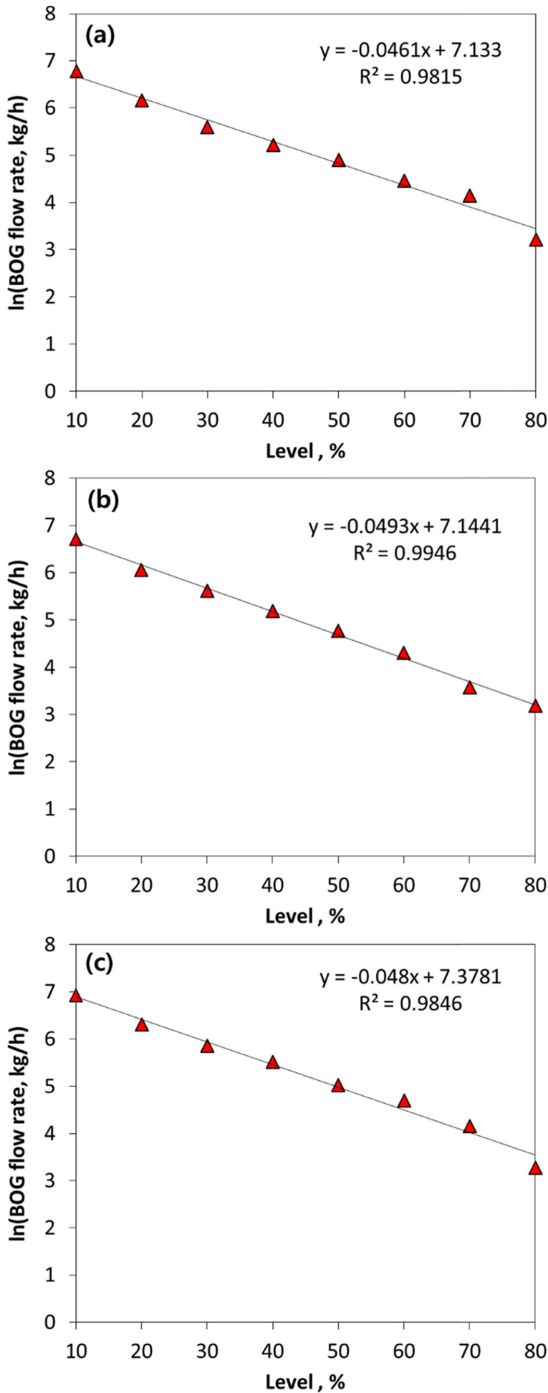 (a)
y = -0.0461x + 7.133
R² = 0.9815
8
7
6
5
4
3
2
1
0
ln(BOG flow rate, kg/h)
10 20 30 40 50 60 70 80
Level , %
(b)
y = -0.0493x + 7.1441
R² = 0.9946
8
7
6
5
4
3
2
1
0
ln(BOG flow rate, kg/h)
10 20 30 40 50 60 70 80
Level , %
(c)
y = -0.048x + 7.3781
R² = 0.9846
8
7
6
5
4
3
2
1
0
ln(BOG flow rate, kg/h)
10 20 30 40 50 60 70 80
Level , %